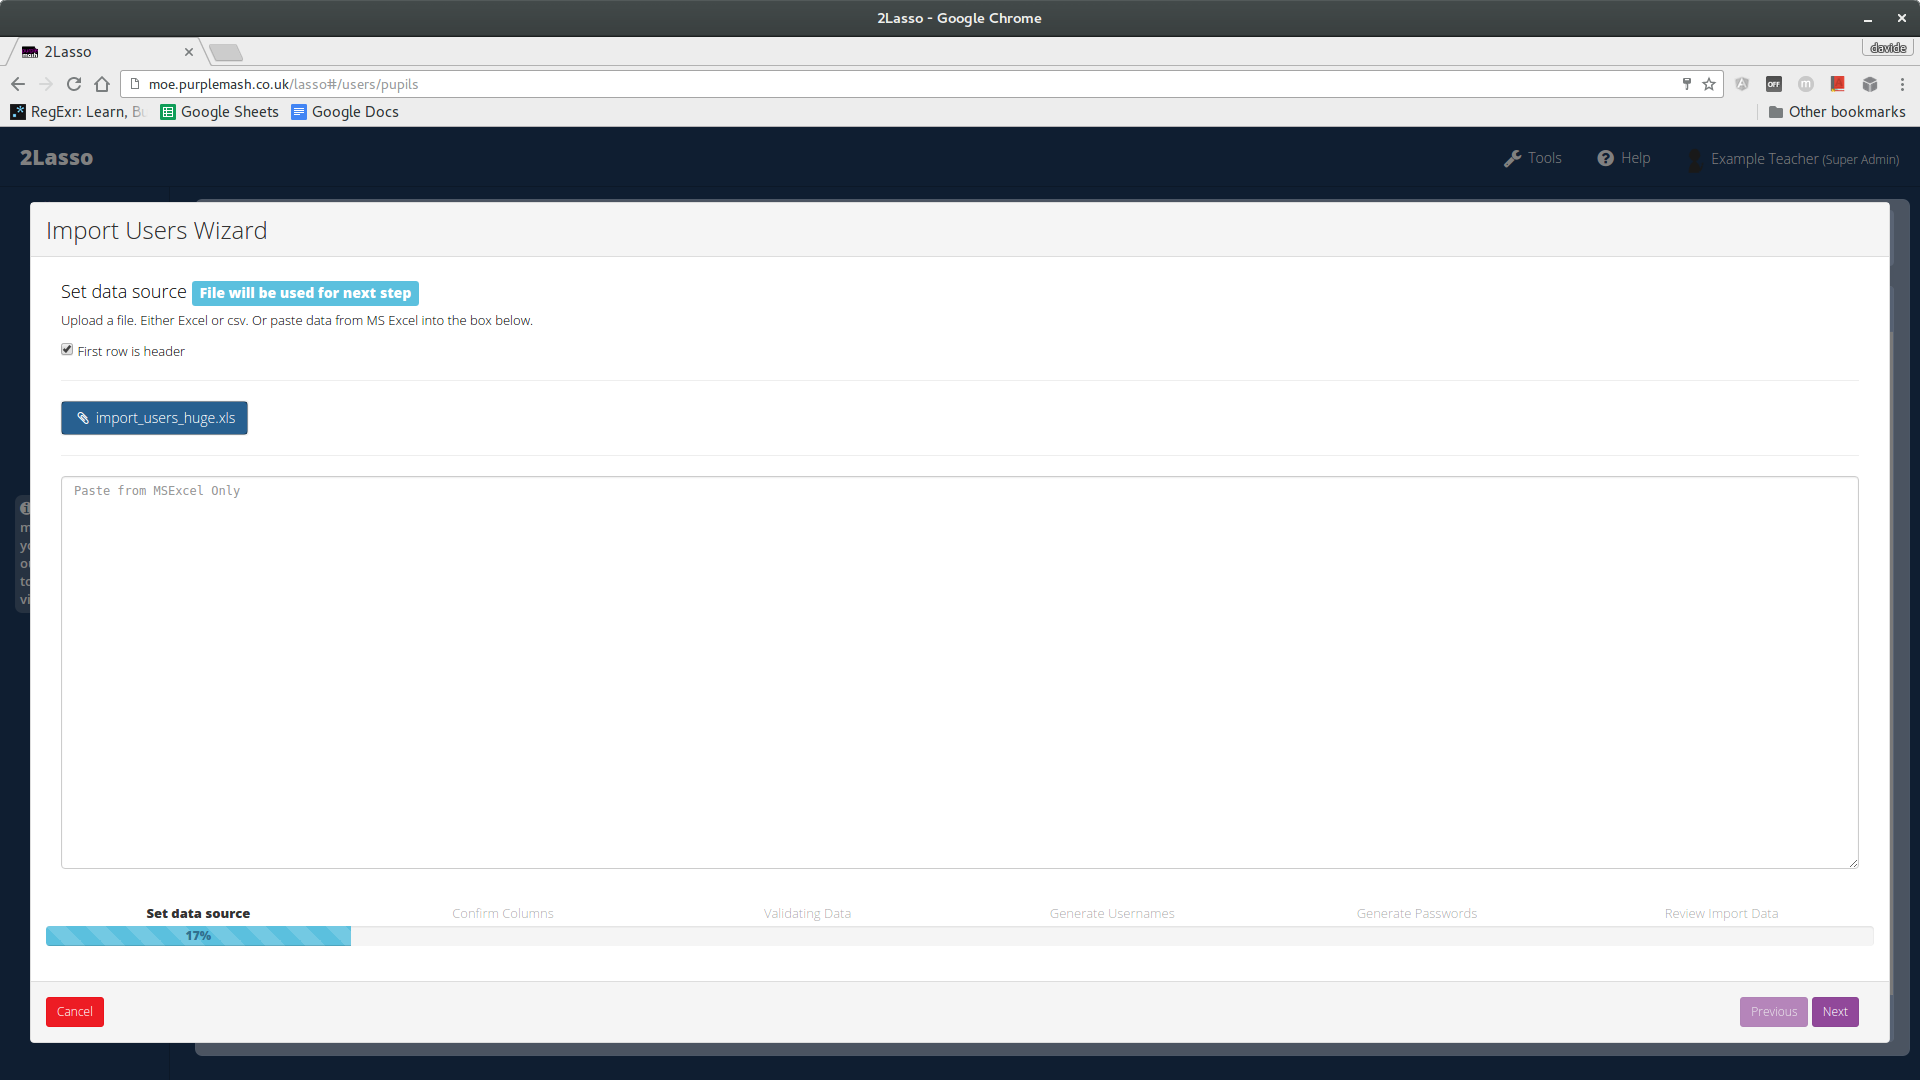 2Lasso - Google Chrome
2Lasso
davide
moe.purplemash.co.uk/lasso#/users/pupils
OFF
RegExr: Learn, Bu
Google Sheets
Google Docs
Other bookmarks
2Lasso
Tools
Help
Example Teacher (Super Admin)
Import Users Wizard
Set data source File will be used for next step
Upload a file. Either Excel or csv. Or paste data from MS Excel into the box below.
First row is header
import_users_huge.xls
Paste from MSExcel Only
Set data source
Confirm Columns
Validating Data
Generate Usernames
Generate Passwords
Review Import Data
17%
Cancel
Previous
Next